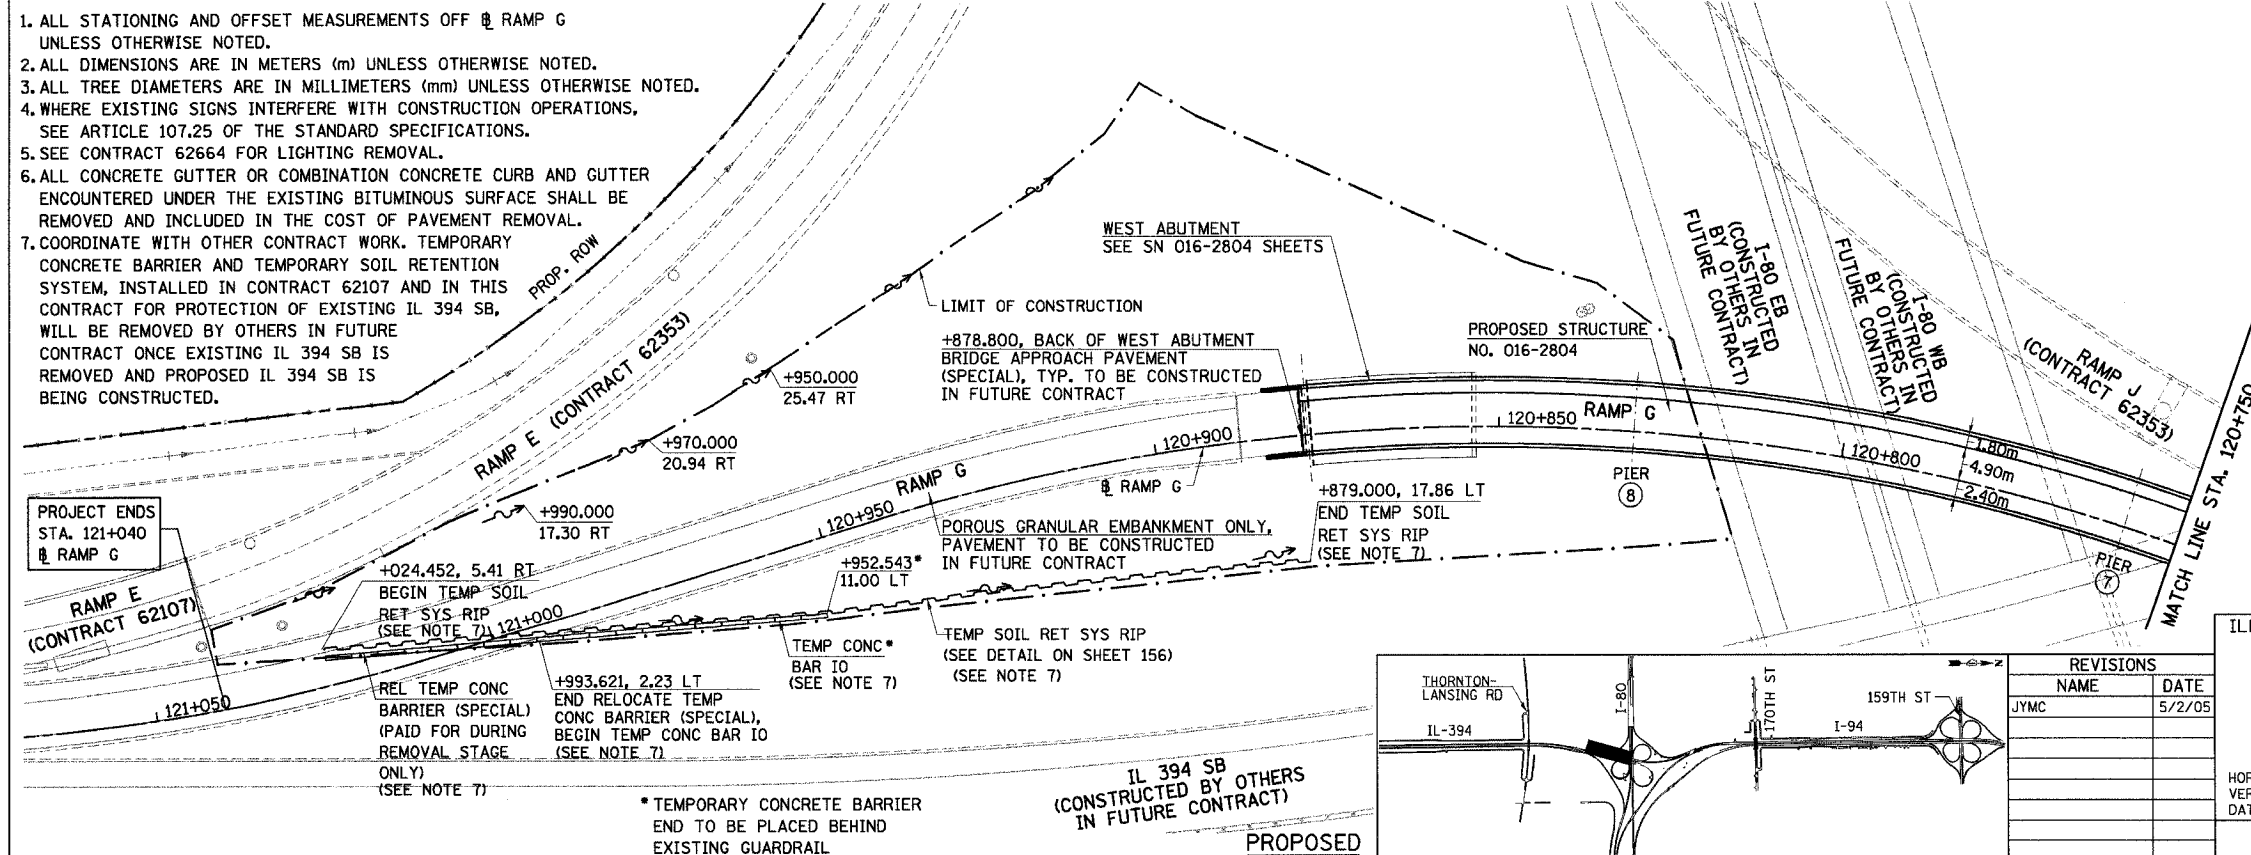 1. ALL STATIONING AND OFFSET MEASUREMENTS OFF ℄ RAMP G
UNLESS OTHERWISE NOTED.
2. ALL DIMENSIONS ARE IN METERS (m) UNLESS OTHERWISE NOTED.
3. ALL TREE DIAMETERS ARE IN MILLIMETERS (mm) UNLESS OTHERWISE NOTED.
4. WHERE EXISTING SIGNS INTERFERE WITH CONSTRUCTION OPERATIONS,
SEE ARTICLE 107.25 OF THE STANDARD SPECIFICATIONS.
5. SEE CONTRACT 62664 FOR LIGHTING REMOVAL.
6. ALL CONCRETE GUTTER OR COMBINATION CONCRETE CURB AND GUTTER
ENCOUNTERED UNDER THE EXISTING BITUMINOUS SURFACE SHALL BE
REMOVED AND INCLUDED IN THE COST OF PAVEMENT REMOVAL.
7. COORDINATE WITH OTHER CONTRACT WORK. TEMPORARY
CONCRETE BARRIER AND TEMPORARY SOIL RETENTION
SYSTEM, INSTALLED IN CONTRACT 62107 AND IN THIS
CONTRACT FOR PROTECTION OF EXISTING IL 394 SB,
WILL BE REMOVED BY OTHERS IN FUTURE
CONTRACT ONCE EXISTING IL 394 SB IS
REMOVED AND PROPOSED IL 394 SB IS
BEING CONSTRUCTED.
PROP. ROW
RAMP E (CONTRACT 62353)
WEST ABUTMENT
SEE SN 016-2804 SHEETS
LIMIT OF CONSTRUCTION
+878.800, BACK OF WEST ABUTMENT
BRIDGE APPROACH PAVEMENT
(SPECIAL), TYP. TO BE CONSTRUCTED
IN FUTURE CONTRACT
PROPOSED STRUCTURE
NO. 016-2804
I-80 EB
(CONSTRUCTED
BY OTHERS IN
FUTURE CONTRACT)
I-80 WB
(CONSTRUCTED
BY OTHERS IN
FUTURE CONTRACT)
RAMP J
(CONTRACT 62353)
MATCH LINE STA. 120+750
+950.000
25.47 RT
+970.000
20.94 RT
+990.000
17.30 RT
120+900
120+850
RAMP G
120+800
1.80m
4.90m
2.40m
PIER
8
PIER
7
℄ RAMP G
RAMP G
120+950
+879.000, 17.86 LT
END TEMP SOIL
RET SYS RIP
(SEE NOTE 7)
POROUS GRANULAR EMBANKMENT ONLY,
PAVEMENT TO BE CONSTRUCTED
IN FUTURE CONTRACT
PROJECT ENDS
STA. 121+040
℄ RAMP G
RAMP E
(CONTRACT 62107)
+024.452, 5.41 RT
BEGIN TEMP SOIL
RET SYS RIP
(SEE NOTE 7)
121+000
+952.543*
11.00 LT
TEMP CONC*
BAR IO
(SEE NOTE 7)
TEMP SOIL RET SYS RIP
(SEE DETAIL ON SHEET 156)
(SEE NOTE 7)
121+050
REL TEMP CONC
BARRIER (SPECIAL)
(PAID FOR DURING
REMOVAL STAGE
ONLY)
(SEE NOTE 7)
+993.621, 2.23 LT
END RELOCATE TEMP
CONC BARRIER (SPECIAL),
BEGIN TEMP CONC BAR IO
(SEE NOTE 7)
* TEMPORARY CONCRETE BARRIER
END TO BE PLACED BEHIND
EXISTING GUARDRAIL
IL 394 SB
(CONSTRUCTED BY OTHERS
IN FUTURE CONTRACT)
PROPOSED
THORNTON-
LANSING RD
IL-394
I-80
170TH ST
I-94
159TH ST
N
REVISIONS
NAME DATE
JYMC 5/2/05